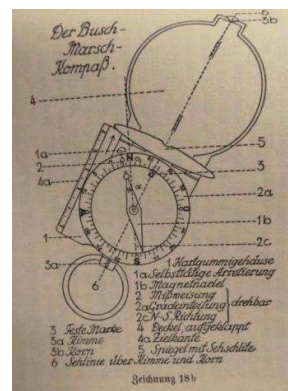 Der Busch-
Marsch-
Kompaß.
6
3b
4
5
1a
2
4a
3
2a
1b
1
2c
3a
6
1 Hartgummigehäuse
1a Selbsttätige Arretierung
1b Magnetnadel
2 Mißweisung
2a Gradeinteilung
2c N-S Richtung
drehbar
3 Feste Marke
3a Kimme
3b Korn
4 Deckel aufgeklappt
4a Zielkante
5 Spiegel mit Sehschlitz
6 Sehlinie über Kimme und Korn
Zeichnung 18b